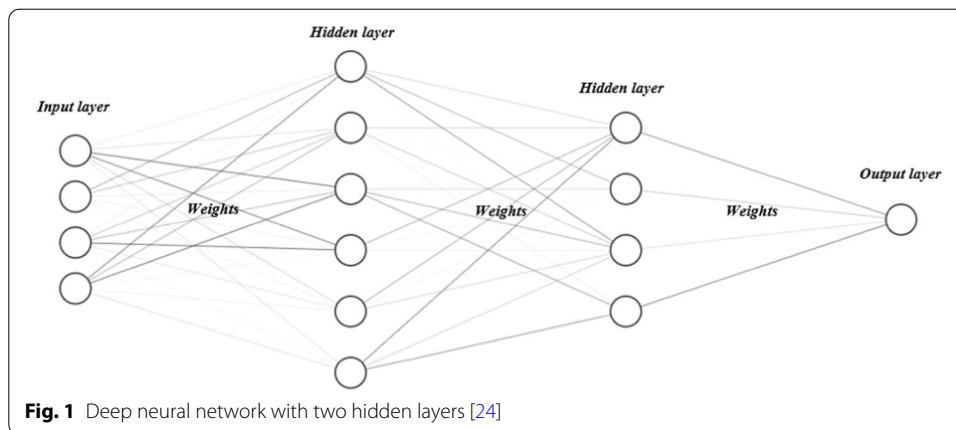 Hidden layer
Hidden layer
Input layer
Output layer
Weights
Weights
Weights
Fig. 1 Deep neural network with two hidden layers [24]